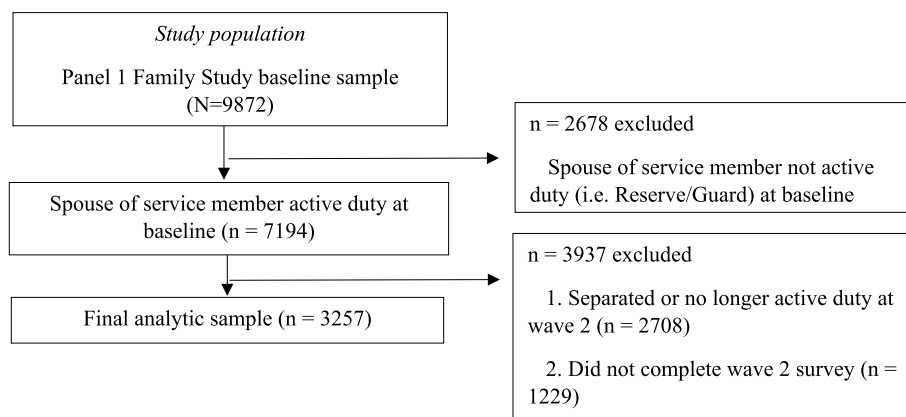 Study population
Panel 1 Family Study baseline sample
(N=9872)
n = 2678 excluded
Spouse of service member not active
duty (i.e. Reserve/Guard) at baseline
Spouse of service member active duty at
baseline (n = 7194)
n = 3937 excluded
1. Separated or no longer active duty at
wave 2 (n = 2708)
2. Did not complete wave 2 survey (n =
1229)
Final analytic sample (n = 3257)